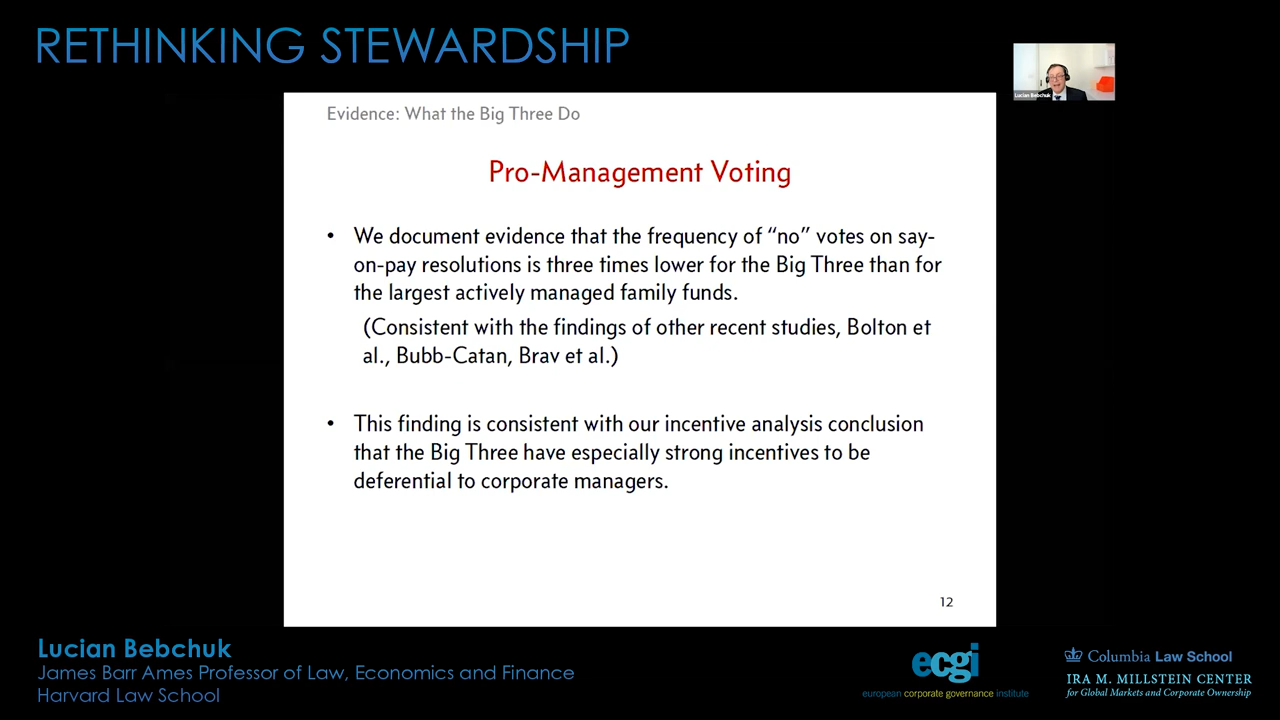 RETHINKING STEWARDSHIP
Lucian Bebchuk
Evidence: What the Big Three Do
Pro-Management Voting
• We document evidence that the frequency of “no” votes on say-
on-pay resolutions is three times lower for the Big Three than for
the largest actively managed family funds.
(Consistent with the findings of other recent studies, Bolton et
al., Bubb-Catan, Brav et al.)
• This finding is consistent with our incentive analysis conclusion
that the Big Three have especially strong incentives to be
deferential to corporate managers.
12
Lucian Bebchuk
James Barr Ames Professor of Law, Economics and Finance
Harvard Law School
ecgi
european corporate governance institute
Columbia Law School
IRA M. MILLSTEIN CENTER
for Global Markets and Corporate Ownership